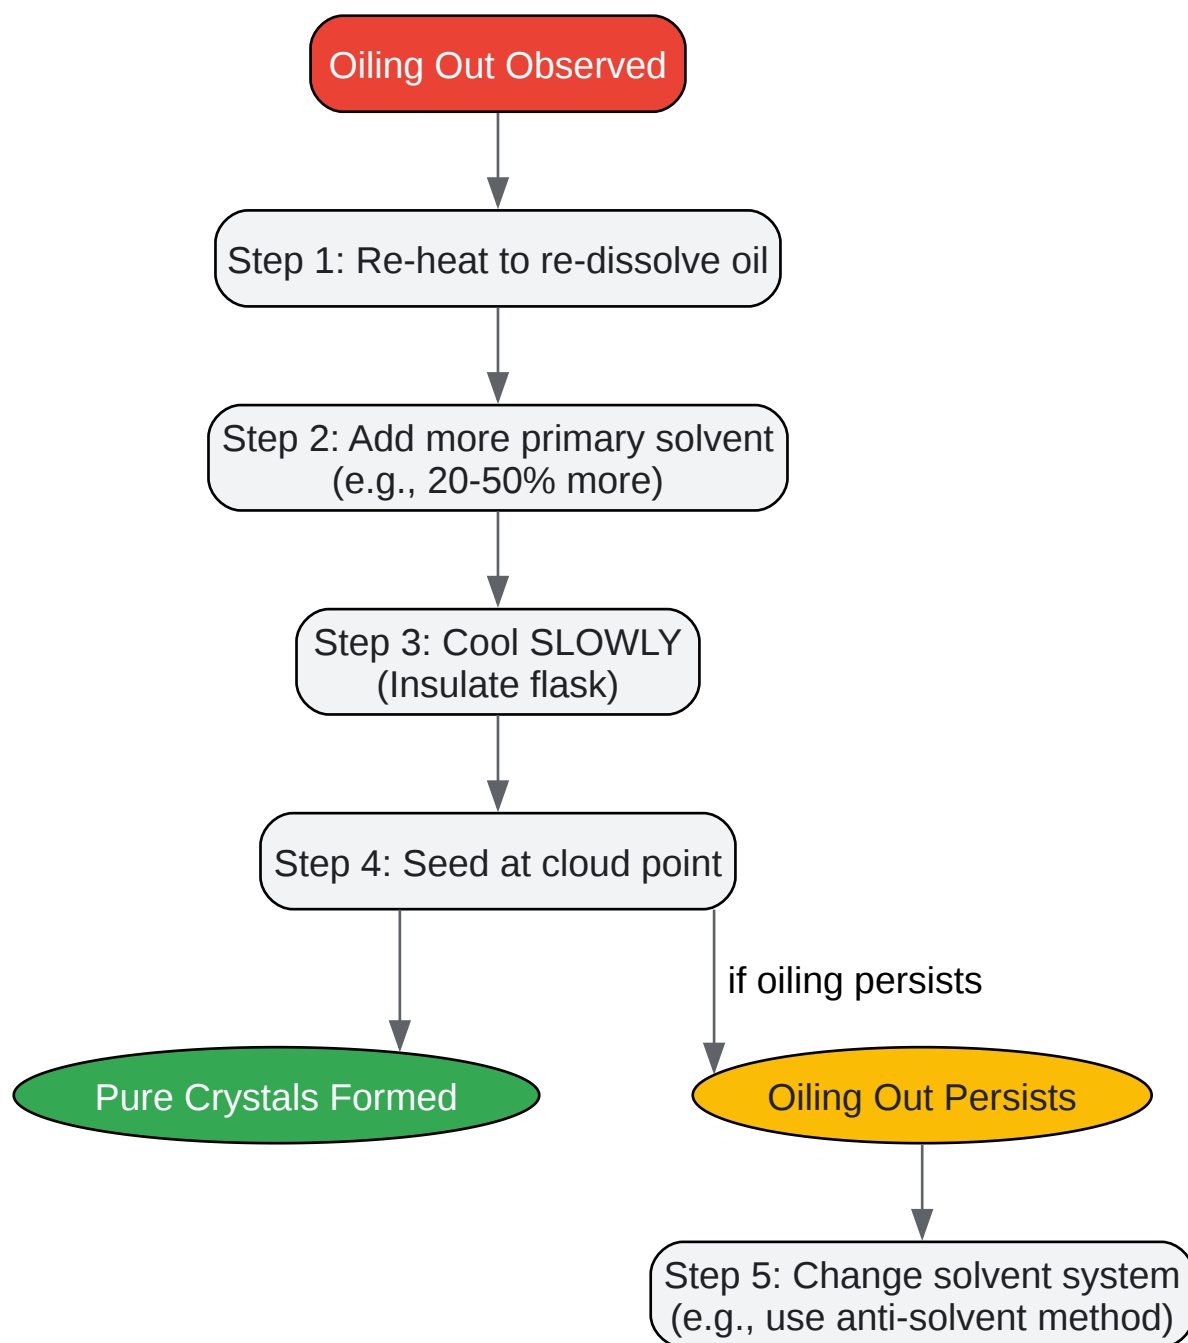 Oiling Out Observed
Step 1: Re-heat to re-dissolve oil
Step 2: Add more primary solvent
(e.g., 20-50% more)
Step 3: Cool SLOWLY
(Insulate flask)
Step 4: Seed at cloud point
if oiling persists
Pure Crystals Formed
Oiling Out Persists
Step 5: Change solvent system
(e.g., use anti-solvent method)